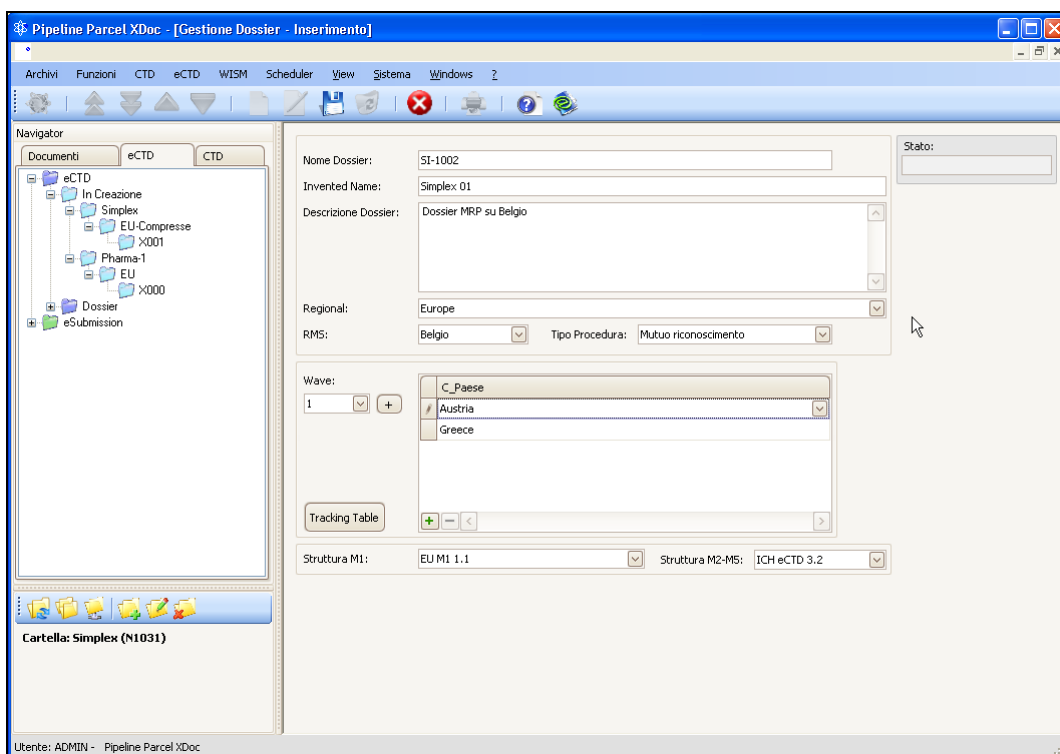 Pipeline Parcel XDoc - [Gestione Dossier - Inserimento]
Archivi Funzioni CTD eCTD WISM Scheduler View Sistema Windows ?
Navigator
Documenti eCTD CTD
eCTD
In Creazione
Simplex
EU-Compresse
X001
Pharma-1
EU
X000
Dossier
eSubmission
Cartella: Simplex (N1031)
Nome Dossier: SI-1002
Invented Name: Simplex 01
Descrizione Dossier: Dossier MRP su Belgio
Regional: Europe
RMS: Belgio Tipo Procedura: Mutuo riconoscimento
Stato:
Wave:
1 +
C_Paese
Austria
Greece
Tracking Table
Struttura M1: EU M1 1.1 Struttura M2-M5: ICH eCTD 3.2
Utente: ADMIN - Pipeline Parcel XDoc